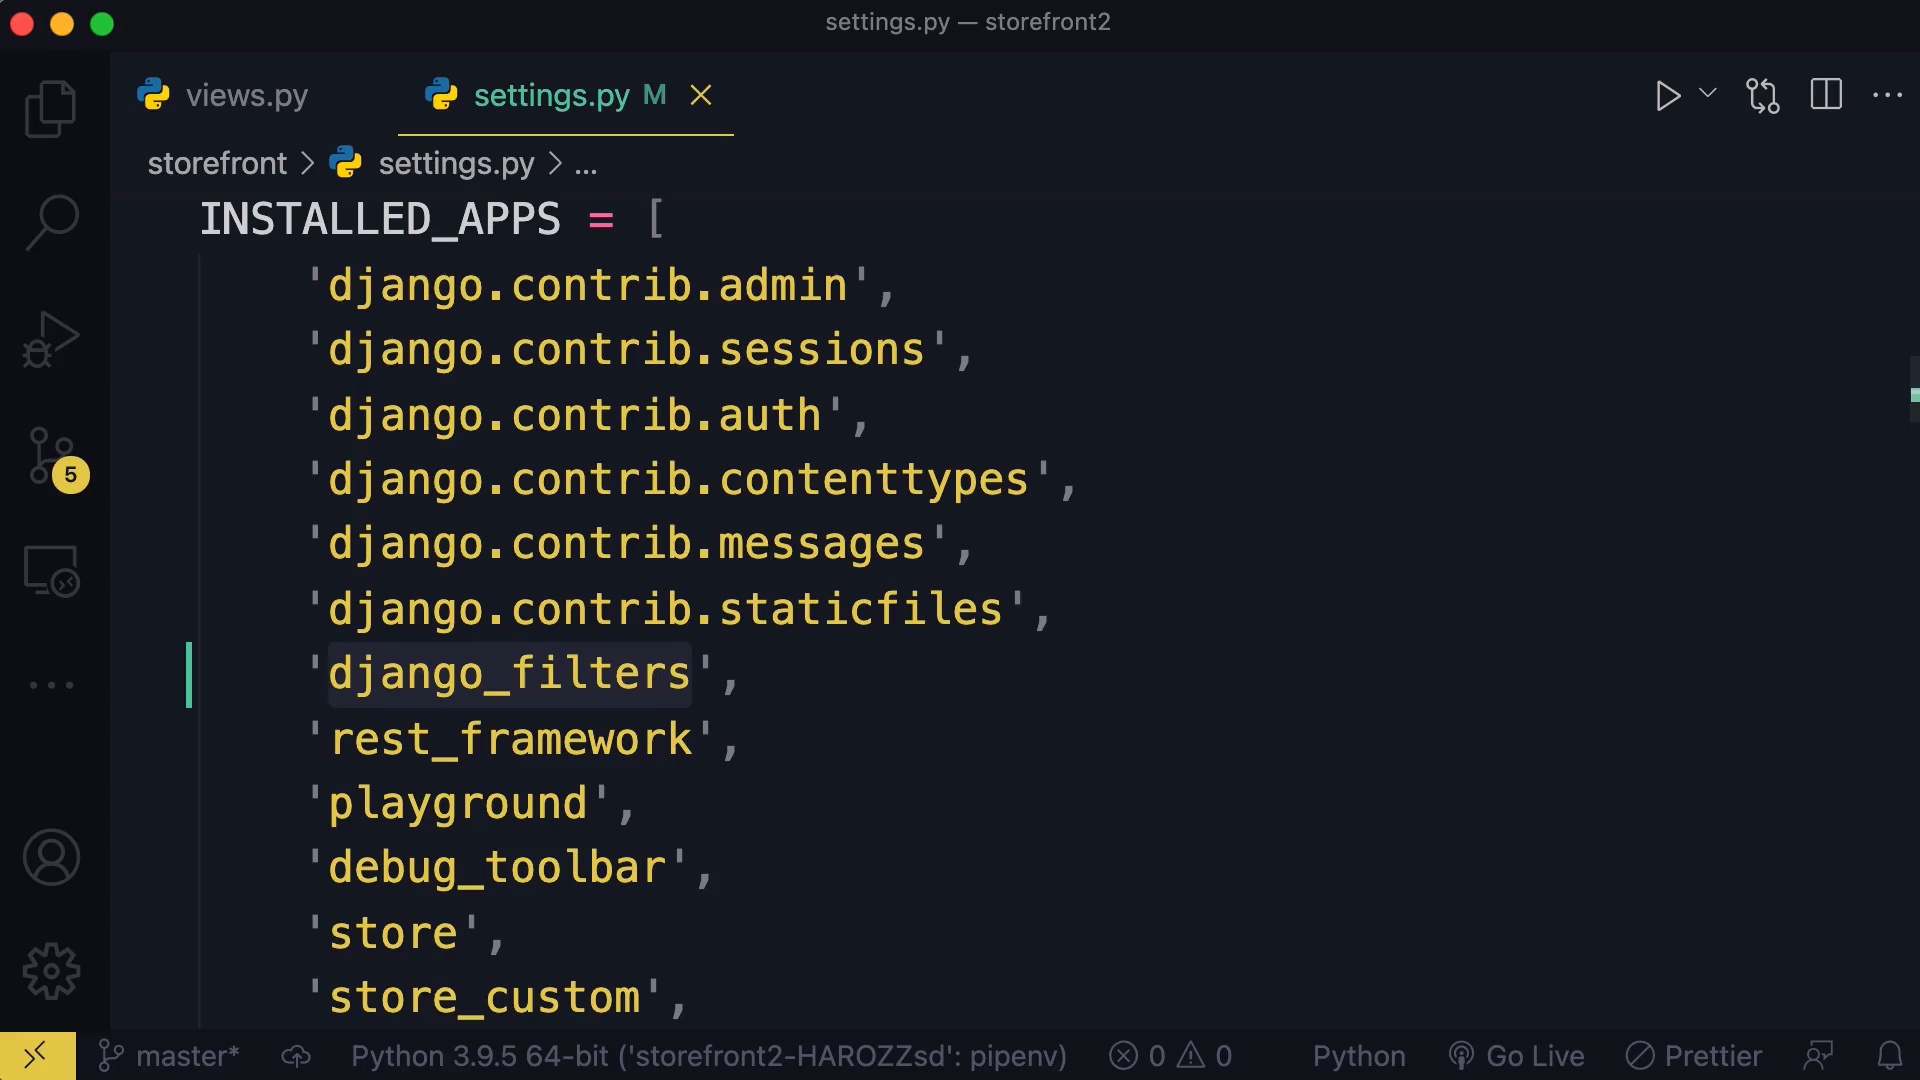 settings.py — storefront2
views.py
settings.py M
storefront > settings.py > ...
INSTALLED_APPS = [
'django.contrib.admin',
'django.contrib.sessions',
'django.contrib.auth',
'django.contrib.contenttypes',
'django.contrib.messages',
'django.contrib.staticfiles',
'django_filters',
'rest_framework',
'playground',
'debug_toolbar',
'store',
'store_custom',
5
master* Python 3.9.5 64-bit ('storefront2-HAROZZsd': pipenv) 0 0 Python Go Live Prettier